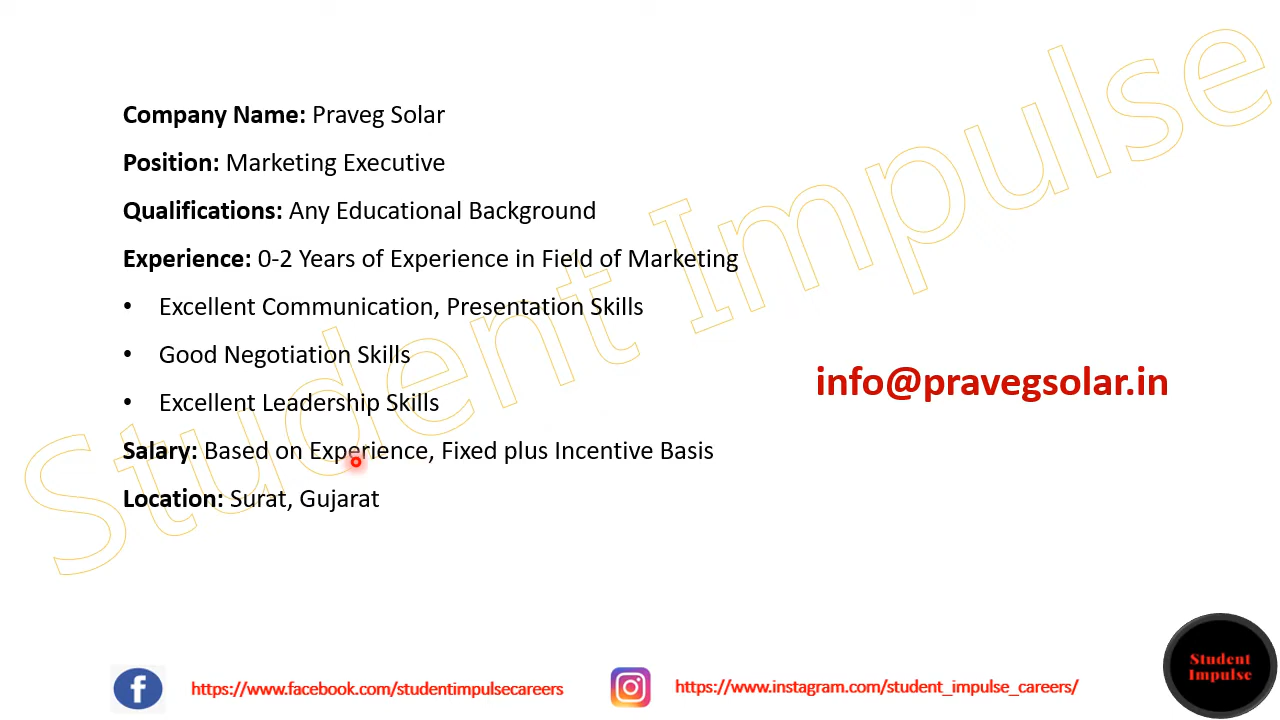 Company Name: Praveg Solar
Position: Marketing Executive
Qualifications: Any Educational Background
Experience: 0-2 Years of Experience in Field of Marketing
• Excellent Communication, Presentation Skills
• Good Negotiation Skills
• Excellent Leadership Skills
Salary: Based on Experience, Fixed plus Incentive Basis
Location: Surat, Gujarat
info@pravegsolar.in
Student Impulse
https://www.facebook.com/studentimpulsecareers
https://www.instagram.com/student_impulse_careers/
Student
Impulse